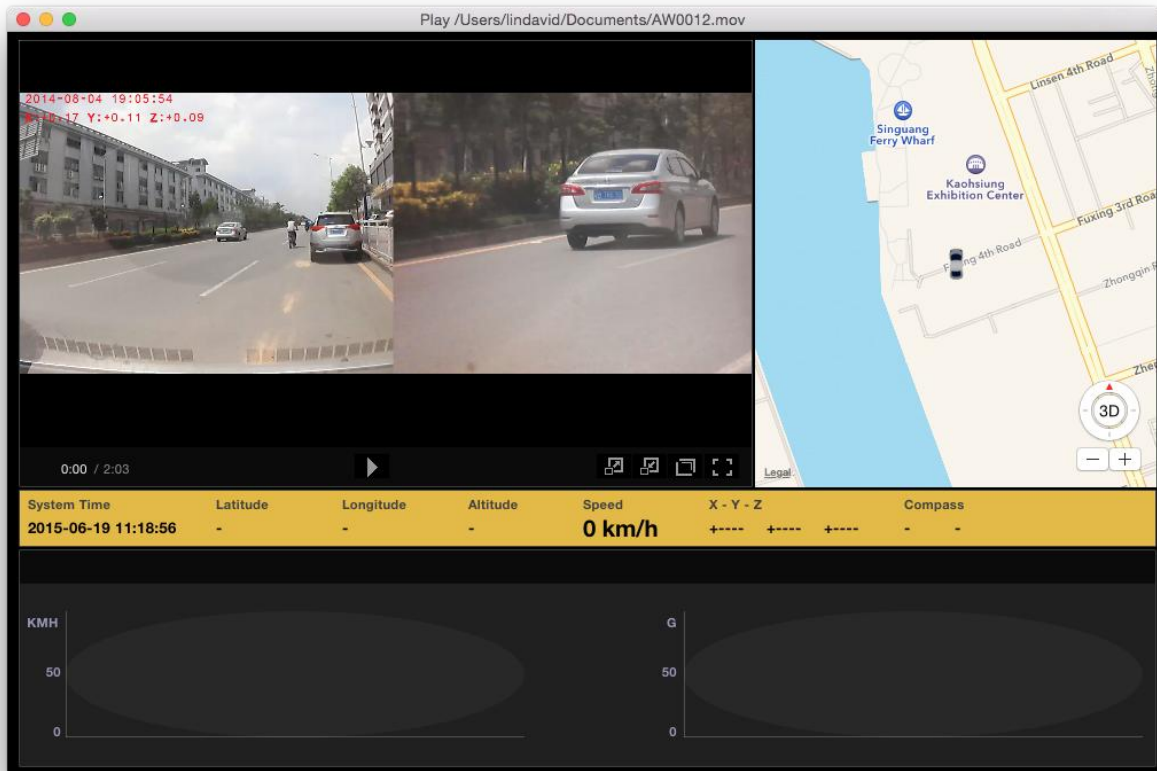 Play /Users/lindavid/Documents/AW0012.mov
2014-08-04 19:05:54
Y:+0.11 Z:+0.09
Linsen 4th Road
Singuang
Ferry Wharf
Kaohsiung
Exhibition Center
Fuxing 3rd Roa
4th Road
Zhongqin R
Zhe
3D
− +
Legal
0:00 / 2:03
System Time Latitude Longitude Altitude Speed X - Y - Z Compass
2015-06-19 11:18:56 - - - 0 km/h +---- +---- +---- - -
KMH
50
0
G
50
0